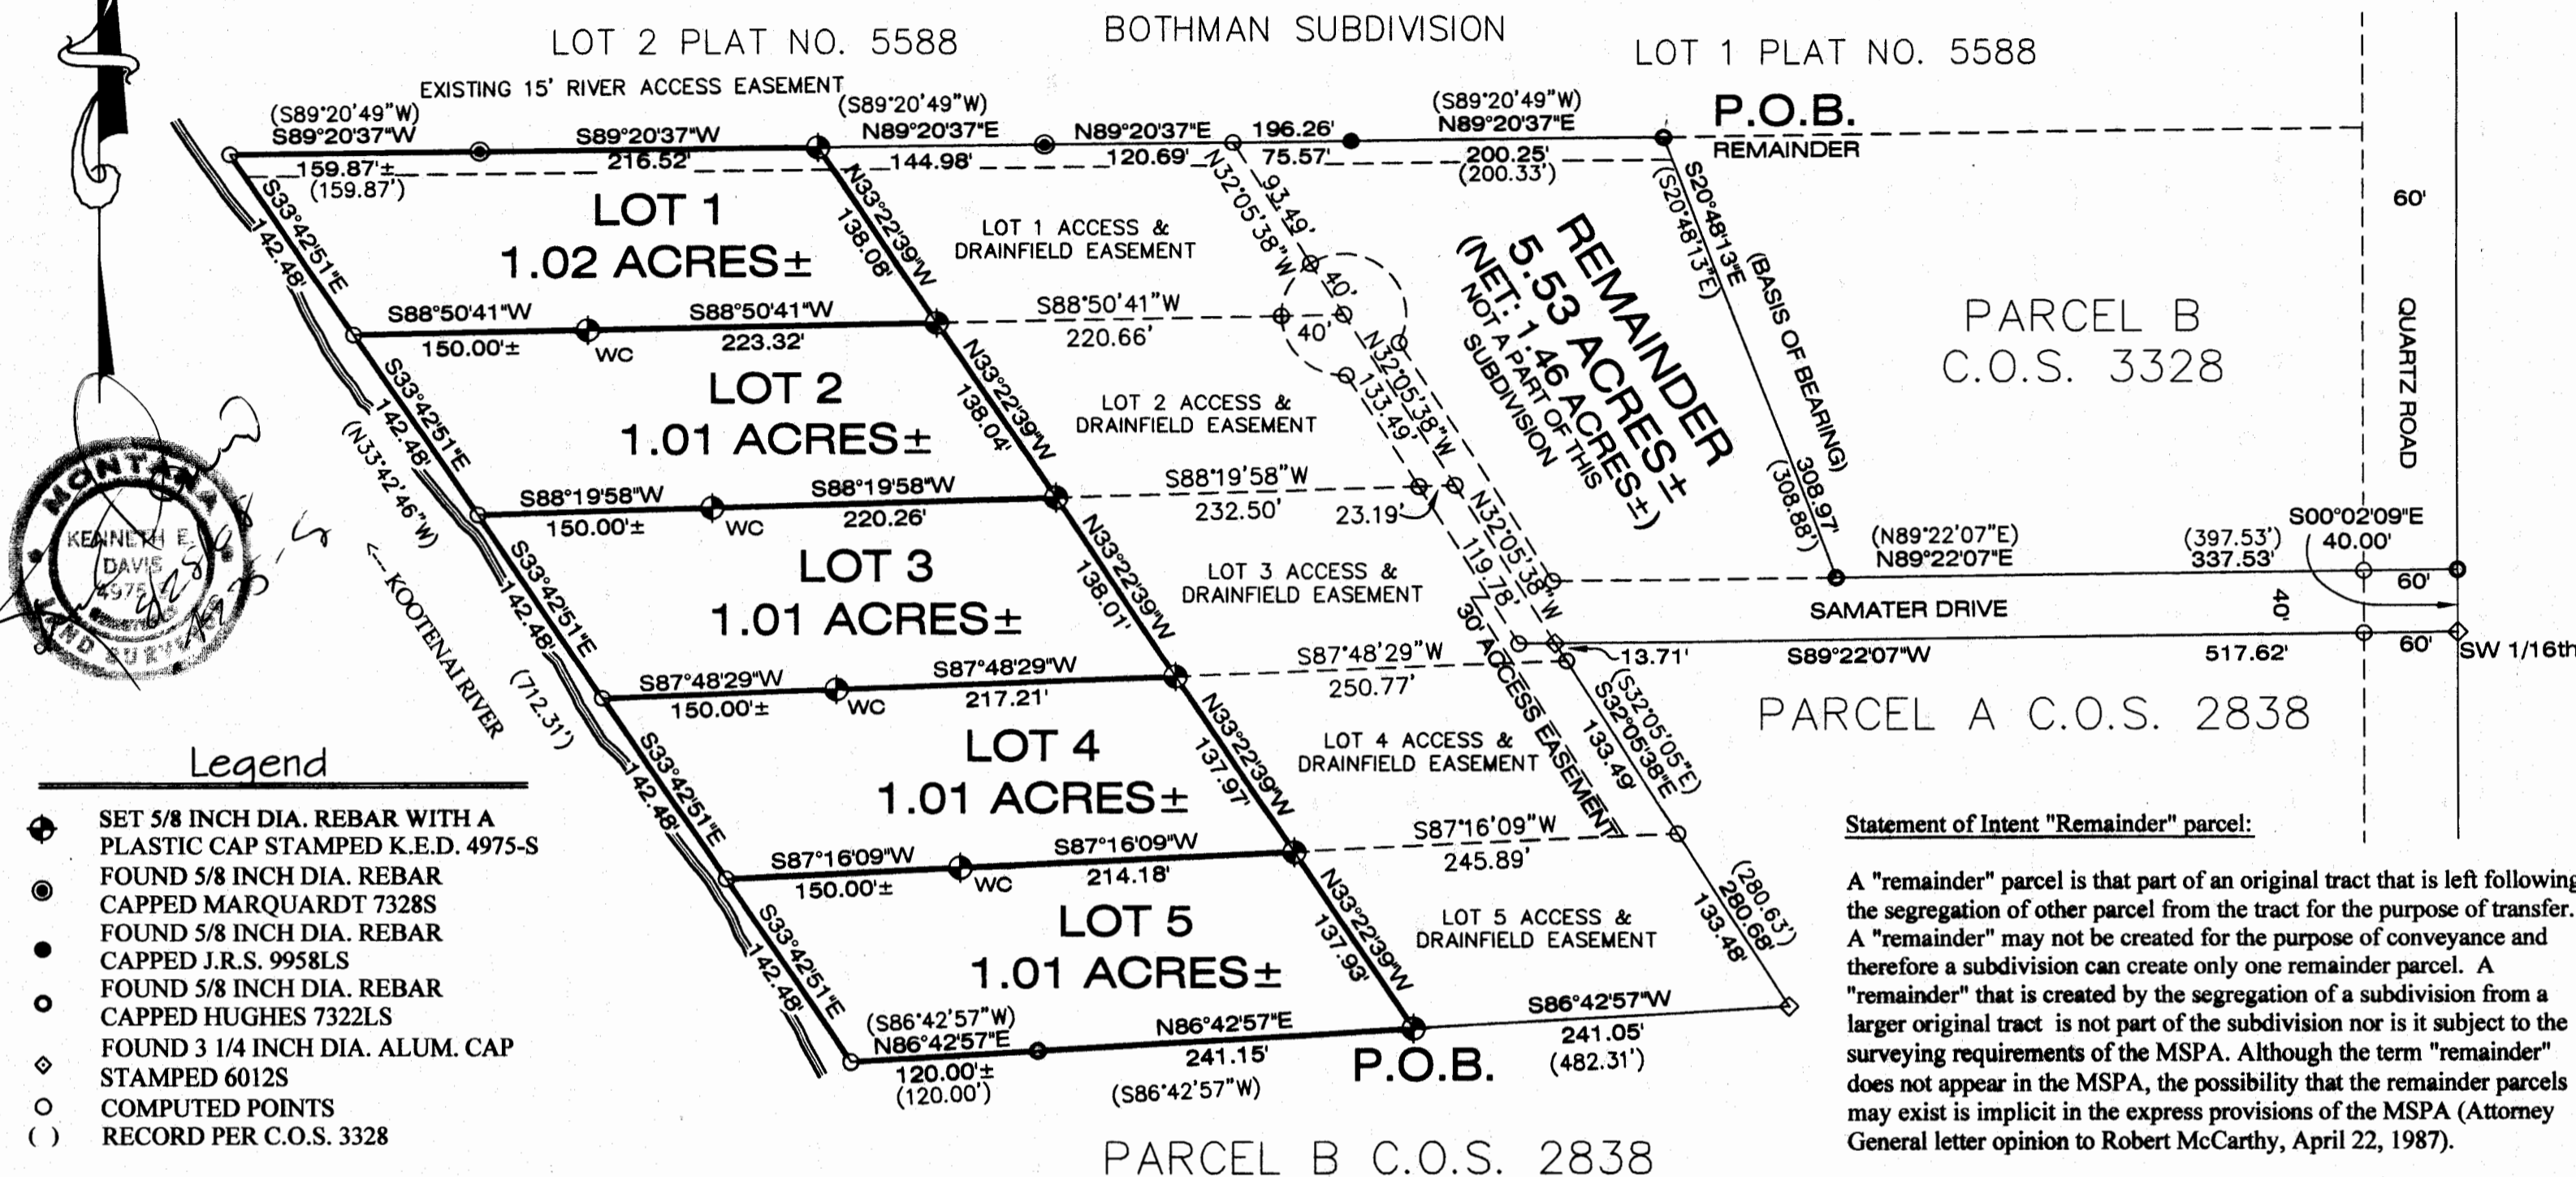 LOT 2 PLAT NO. 5588
BOTHMAN SUBDIVISION
LOT 1 PLAT NO. 5588
EXISTING 15' RIVER ACCESS EASEMENT
(S89°20'49"W)
S89°20'37"W
159.87'±
(159.87')
S89°20'37"W
216.52'
(S89°20'49"W)
N89°20'37"E
144.98'
N89°20'37"E
120.69'
196.26'
75.57'
(S89°20'49"W)
N89°20'37"E
200.25'
(200.33')
P.O.B.
REMAINDER
S33°42'51"E
142.48'
LOT 1
1.02 ACRES±
N33°22'39"W
138.08'
LOT 1 ACCESS &
DRAINFIELD EASEMENT
N32°05'38"W
93.49'
40'
40'
S20°48'13"E
(S20°48'13"E)
(BASIS OF BEARING)
308.97'
(308.88')
REMAINDER
5.53 ACRES±
(NET: 1.46 ACRES±)
NOT A PART OF THIS
SUBDIVISION
PARCEL B
C.O.S. 3328
60'
QUARTZ ROAD
S88°50'41"W
150.00'±
WC
S88°50'41"W
223.32'
S88°50'41"W
220.66'
S33°42'51"E
142.48'
(N33°42'46"W)
LOT 2
1.01 ACRES±
N33°22'39"W
138.04'
LOT 2 ACCESS &
DRAINFIELD EASEMENT
N32°05'38"W
133.49'
S88°19'58"W
150.00'±
WC
S88°19'58"W
220.26'
S88°19'58"W
232.50'
23.19'
MONTANA
KENNETH E.
DAVIS
4975
LAND SURVEYOR
<--- KOOTENAI RIVER
S33°42'51"E
142.48'
(712.31')
LOT 3
1.01 ACRES±
N33°22'39"W
138.01'
LOT 3 ACCESS &
DRAINFIELD EASEMENT
N32°05'38"W
119.78'
30' ACCESS EASEMENT
(N89°22'07"E)
N89°22'07"E
(397.53')
337.53'
S00°02'09"E
40.00'
60'
SAMATER DRIVE
40'
S89°22'07"W
517.62'
60'
SW 1/16th
13.71'
PARCEL A C.O.S. 2838
S87°48'29"W
150.00'±
WC
S87°48'29"W
217.21'
S87°48'29"W
250.77'
S33°42'51"E
142.48'
LOT 4
1.01 ACRES±
N33°22'39"W
137.97'
LOT 4 ACCESS &
DRAINFIELD EASEMENT
(S32°05'05"E)
S32°05'38"E
133.49'
S87°16'09"W
150.00'±
WC
S87°16'09"W
214.18'
S87°16'09"W
245.89'
S33°42'51"E
142.48'
LOT 5
1.01 ACRES±
N33°22'39"W
137.93'
LOT 5 ACCESS &
DRAINFIELD EASEMENT
(280.63')
280.68'
133.48'
(S86°42'57"W)
N86°42'57"E
120.00'±
(120.00')
N86°42'57"E
241.15'
(S86°42'57"W)
P.O.B.
S86°42'57"W
241.05'
(482.31')
PARCEL B C.O.S. 2838
Legend
SET 5/8 INCH DIA. REBAR WITH A
PLASTIC CAP STAMPED K.E.D. 4975-S
FOUND 5/8 INCH DIA. REBAR
CAPPED MARQUARDT 7328S
FOUND 5/8 INCH DIA. REBAR
CAPPED J.R.S. 9958LS
FOUND 5/8 INCH DIA. REBAR
CAPPED HUGHES 7322LS
FOUND 3 1/4 INCH DIA. ALUM. CAP
STAMPED 6012S
COMPUTED POINTS
( ) RECORD PER C.O.S. 3328
Statement of Intent "Remainder" parcel:
A "remainder" parcel is that part of an original tract that is left following
the segregation of other parcel from the tract for the purpose of transfer.
A "remainder" may not be created for the purpose of conveyance and
therefore a subdivision can create only one remainder parcel. A
"remainder" that is created by the segregation of a subdivision from a
larger original tract is not part of the subdivision nor is it subject to the
surveying requirements of the MSPA. Although the term "remainder"
does not appear in the MSPA, the possibility that the remainder parcels
may exist is implicit in the express provisions of the MSPA (Attorney
General letter opinion to Robert McCarthy, April 22, 1987).